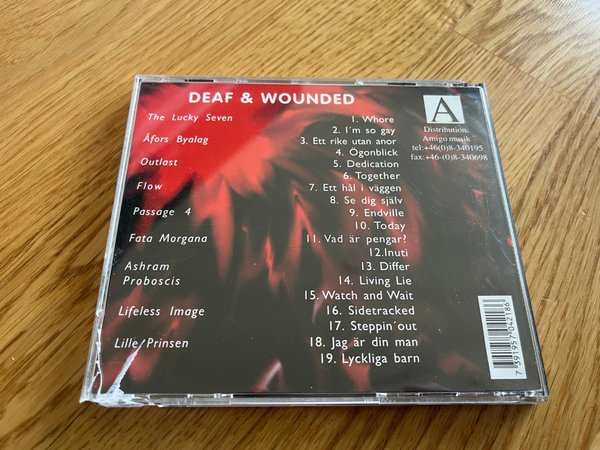 DEAF & WOUNDED
The Lucky Seven
Åfors Byalag
Outlast
Flow
Passage 4
Fata Morgana
Ashram
Proboscis
Lifeless Image
Lille/Prinsen
1. Whore
2. I'm so gay
3. Ett rike utan anor
4. Ögonblick
5. Dedication
6. Together
7. Ett hål i väggen
8. Se dig själv
9. Endville
10. Today
11. Vad är pengar?
12.Inuti
13. Differ
14. Living Lie
15. Watch and Wait
16. Sidetracked
17. Steppin´out
18. Jag är din man
19. Lyckliga barn
A
Distribution:
Amigo musik
tel:+46(0)8-340195
fax:+46-(0)8-340698
7 391957 042186